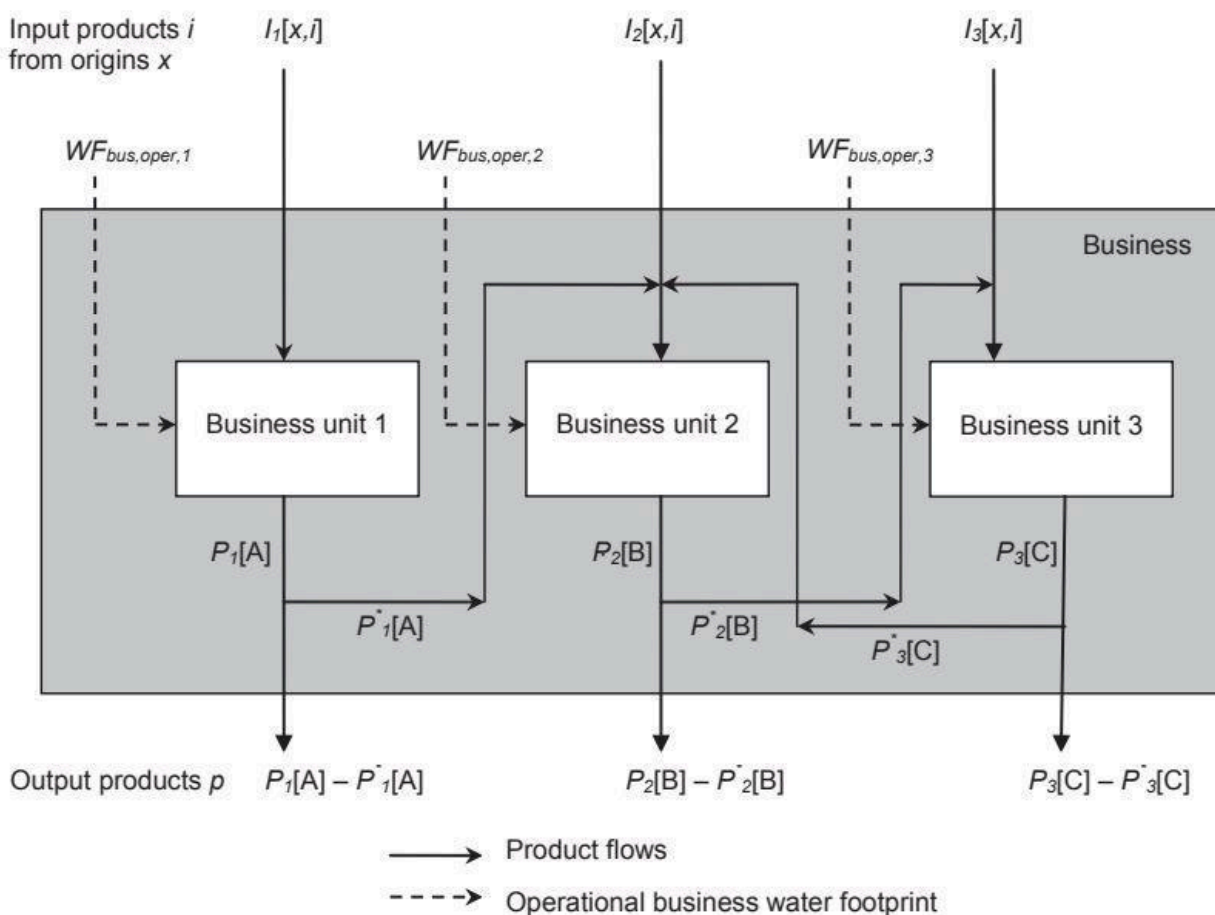 Input products i
from origins x
I1[x,i]
I2[x,i]
I3[x,i]
WFbus,oper,1
WFbus,oper,2
WFbus,oper,3
Business
Business unit 1
Business unit 2
Business unit 3
P1[A]
P2[B]
P3[C]
P*1[A]
P*2[B]
P*3[C]
Output products p
P1[A] – P*1[A]
P2[B] – P*2[B]
P3[C] – P*3[C]
Product flows
Operational business water footprint